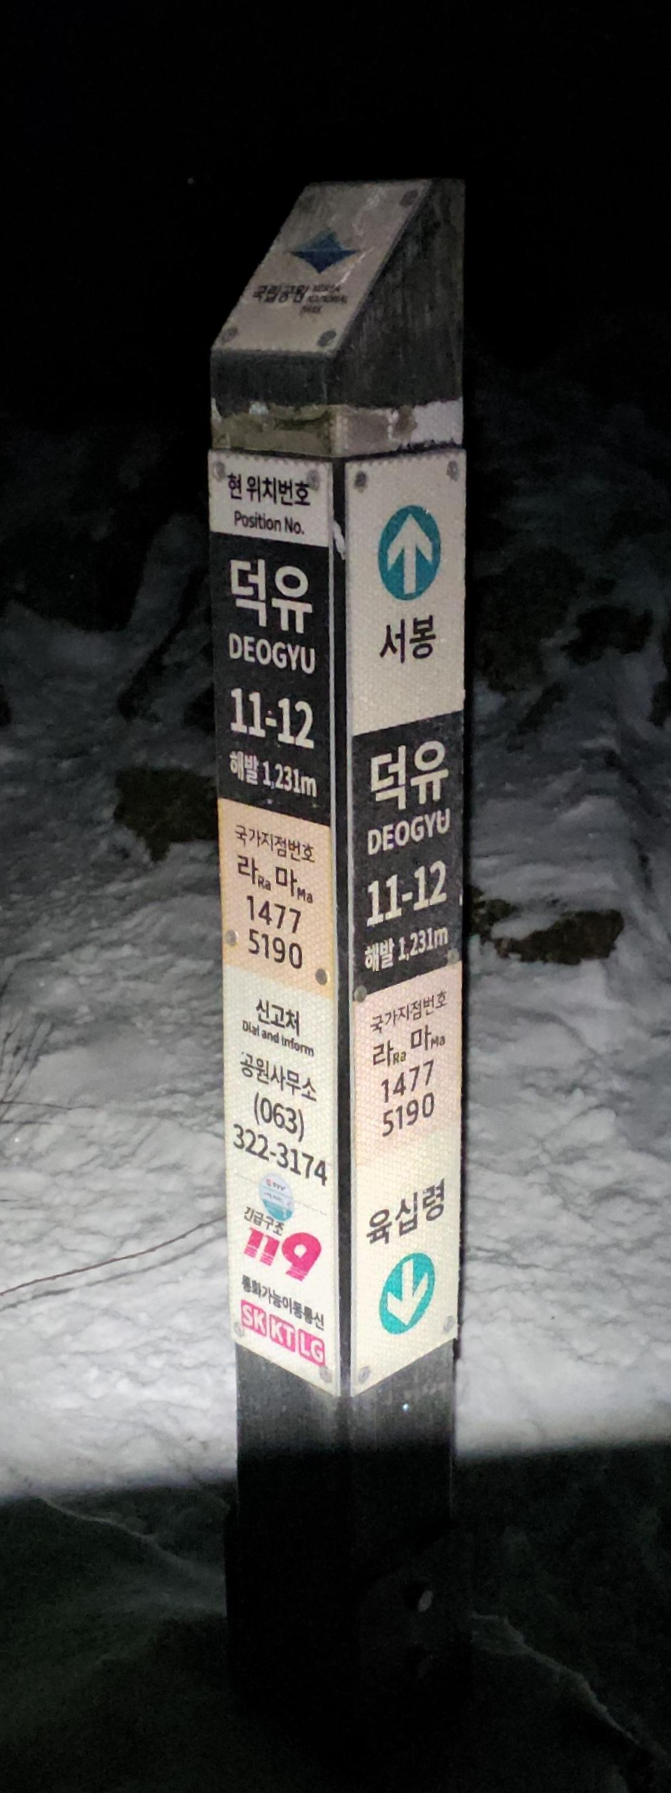 국립공원 KOREA
NATIONAL
PARK
현 위치번호
Position No.
덕유
DEOGYU
11-12
해발 1,231m
국가지점번호
라Ra 마Ma
1477
5190
신고처
Dial and Inform
공원사무소
(063)
322-3174
긴급구조
119
통화가능이동통신
SK KT LG
서봉
덕유
DEOGYU
11-12
해발 1,231m
국가지점번호
라Ra 마Ma
1477
5190
육십령